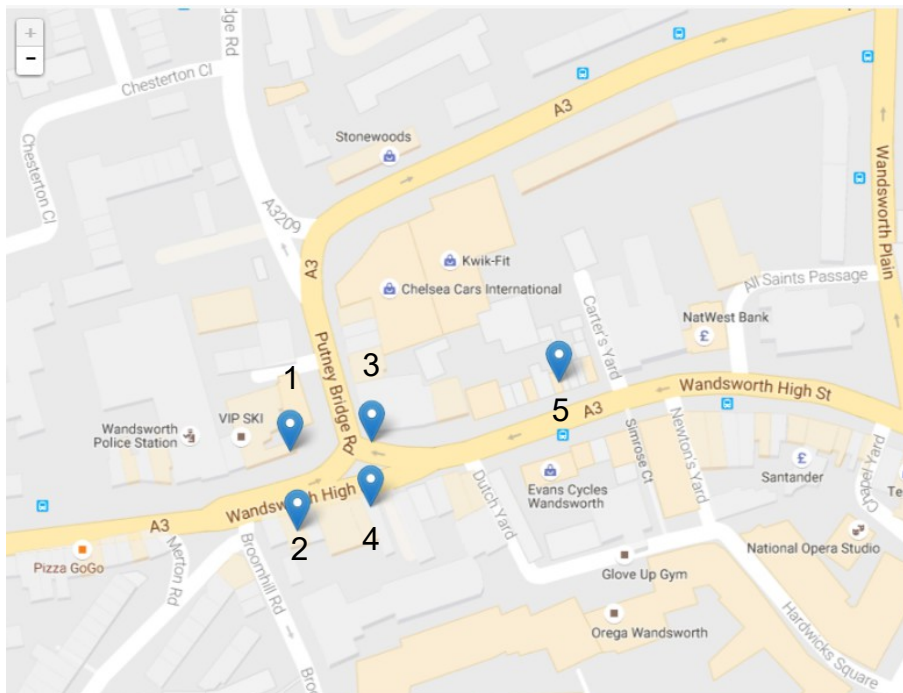 +
-
dge Rd
Chesterton Cl
Chesterton Cl
A3
Stonewoods
A3209
A3
Wandsworth Plain
Kwik-Fit
Chelsea Cars International
All Saints Passage
Carter's Yard
NatWest Bank
£
Putney Bridge Rd
1
3
5
Wandsworth High St
A3
VIP SKI
Wandsworth
Police Station
Simrose Ct
Newton's Yard
Santander
£
Chapel Yard
Te
Evans Cycles
Wandsworth
Dutch Yard
Wandsworth High
A3
2
4
Pizza GoGo
Merton Rd
Broomhill Rd
Bro
National Opera Studio
Glove Up Gym
Orega Wandsworth
Hardwicks Square